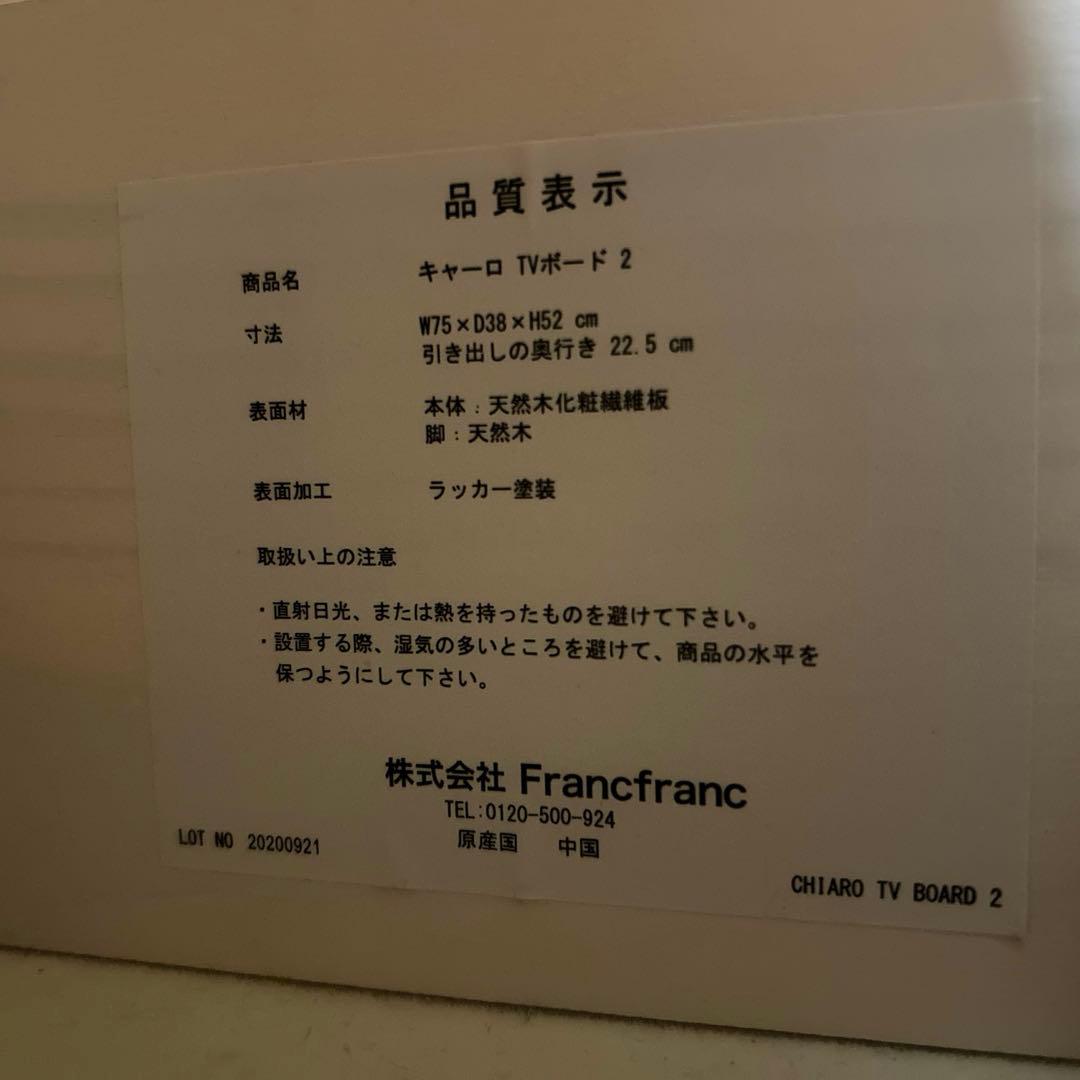 品質表示
商品名 キャーロ TVボード 2
寸法 W75×D38×H52 cm
引き出しの奥行き 22.5 cm
表面材 本体：天然木化粧繊維板
脚：天然木
表面加工 ラッカー塗装
取扱い上の注意
・直射日光、または熱を持ったものを避けて下さい。
・設置する際、湿気の多いところを避けて、商品の水平を
保つようにして下さい。
株式会社 Francfranc
TEL:0120-500-924
LOT NO 20200921 原産国 中国
CHIARO TV BOARD 2